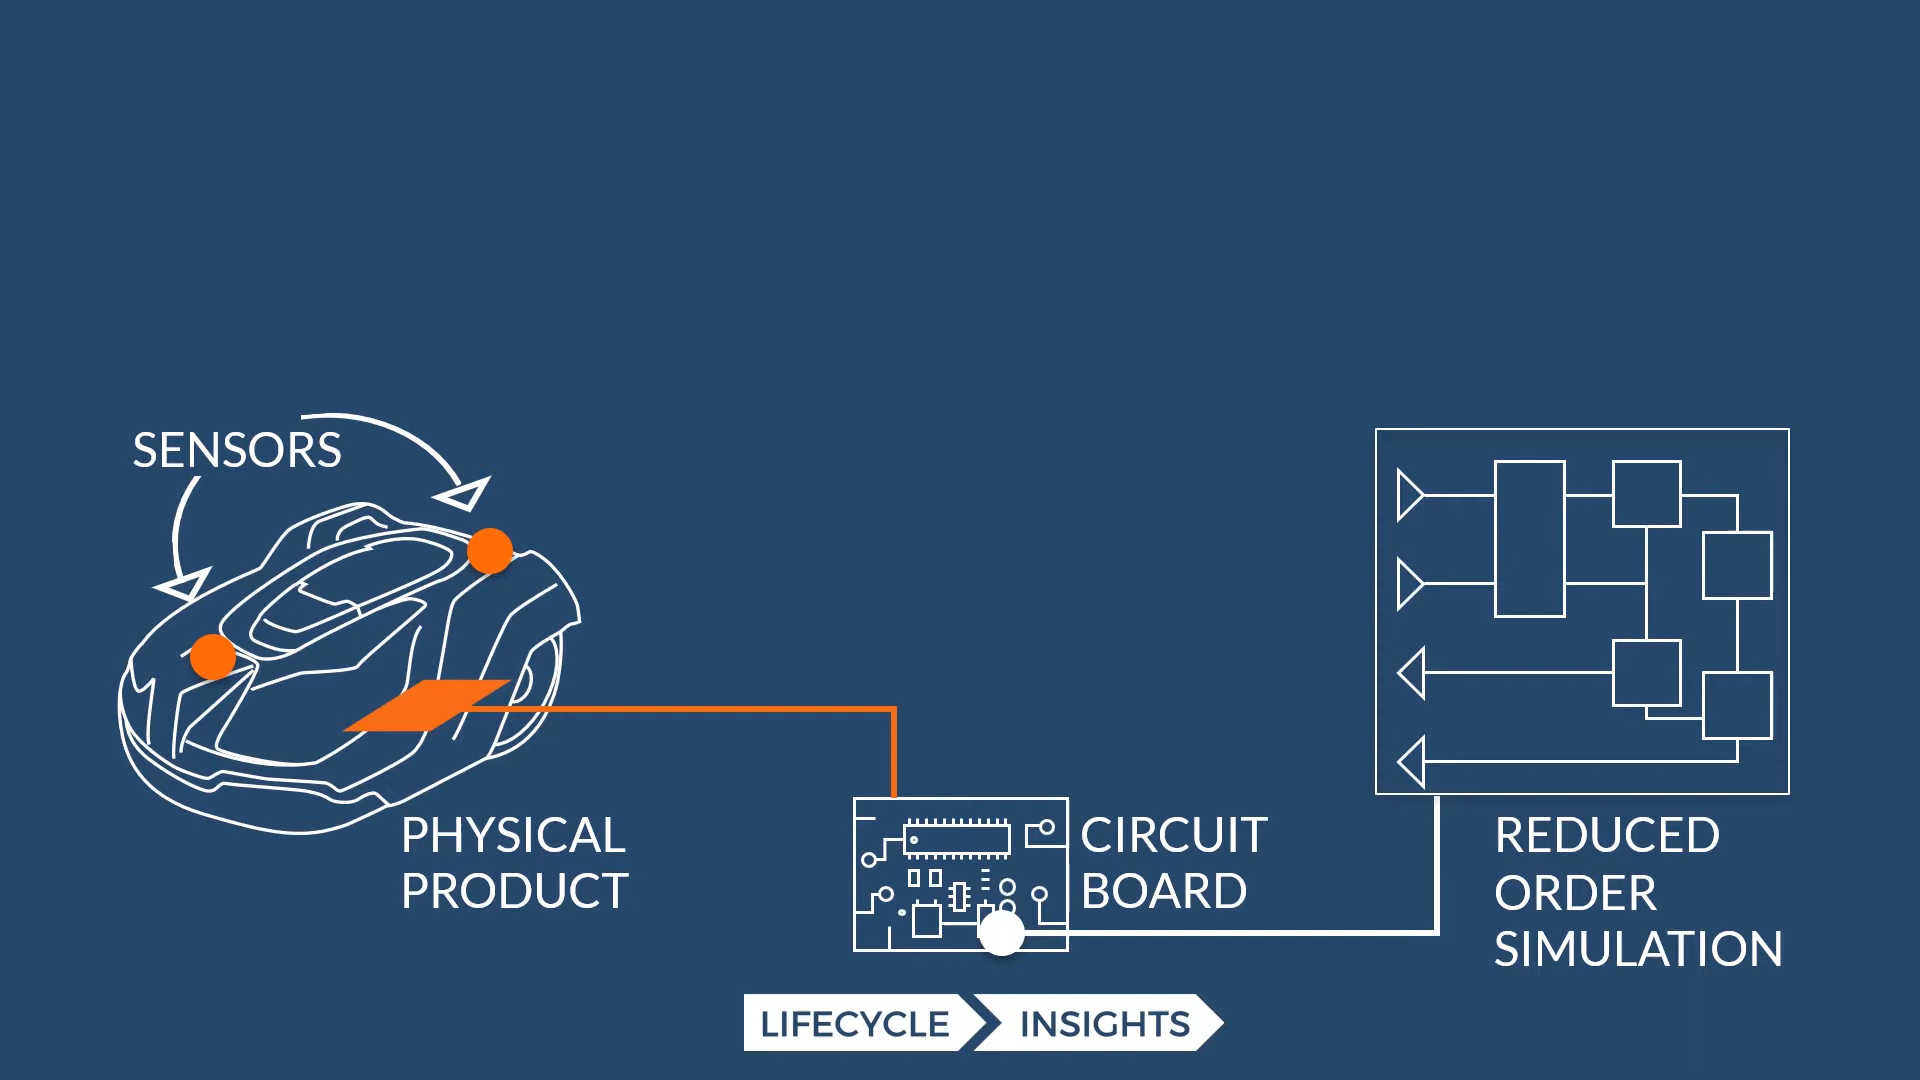 SENSORS
PHYSICAL
PRODUCT
CIRCUIT
BOARD
REDUCED
ORDER
SIMULATION
LIFECYCLE INSIGHTS